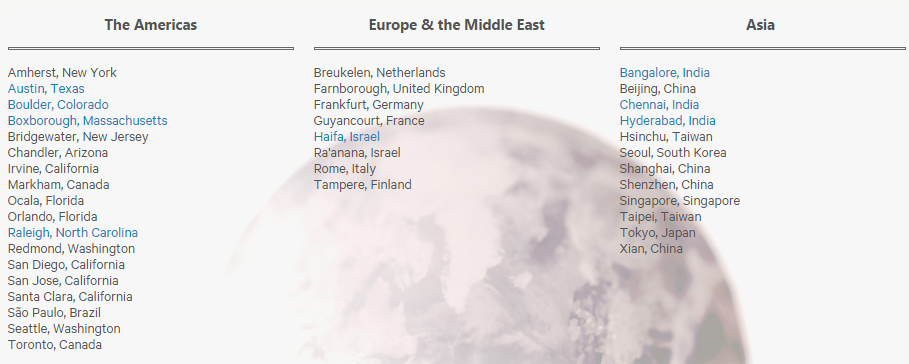 The Americas
Amherst, New York
Austin, Texas
Boulder, Colorado
Boxborough, Massachusetts
Bridgewater, New Jersey
Chandler, Arizona
Irvine, California
Markham, Canada
Ocala, Florida
Orlando, Florida
Raleigh, North Carolina
Redmond, Washington
San Diego, California
San Jose, California
Santa Clara, California
São Paulo, Brazil
Seattle, Washington
Toronto, Canada
Europe & the Middle East
Breukelen, Netherlands
Farnborough, United Kingdom
Frankfurt, Germany
Guyancourt, France
Haifa, Israel
Ra'anana, Israel
Rome, Italy
Tampere, Finland
Asia
Bangalore, India
Beijing, China
Chennai, India
Hyderabad, India
Hsinchu, Taiwan
Seoul, South Korea
Shanghai, China
Shenzhen, China
Singapore, Singapore
Taipei, Taiwan
Tokyo, Japan
Xian, China